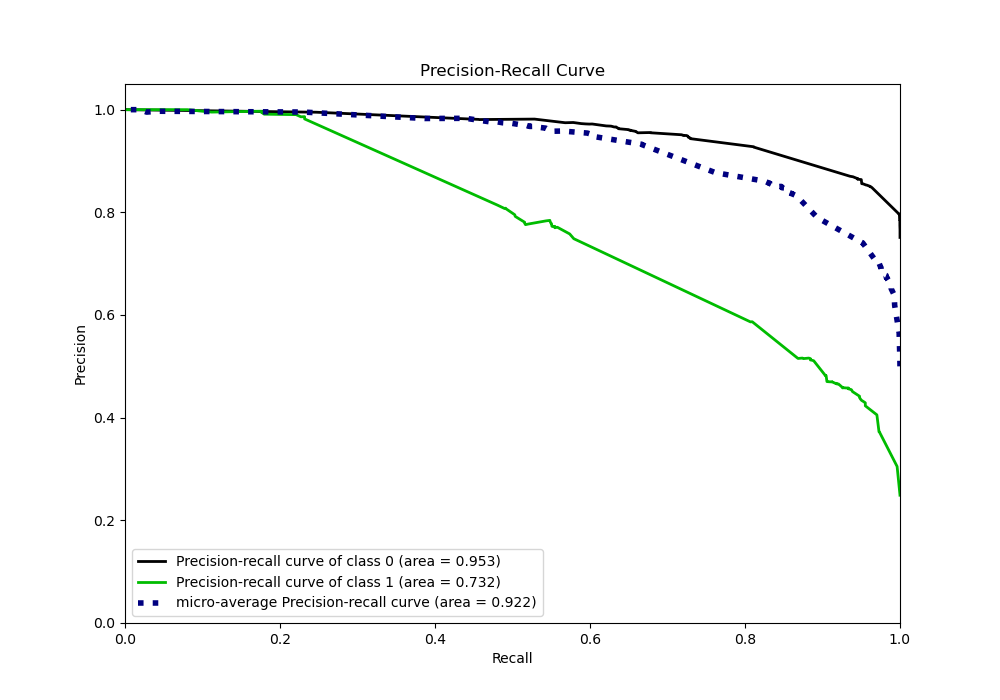 Precision-Recall Curve
1.0
0.8
0.6
0.4
0.2
0.0
Precision
Precision-recall curve of class 0 (area = 0.953)
Precision-recall curve of class 1 (area = 0.732)
micro-average Precision-recall curve (area = 0.922)
0.0 0.2 0.4 0.6 0.8 1.0
Recall